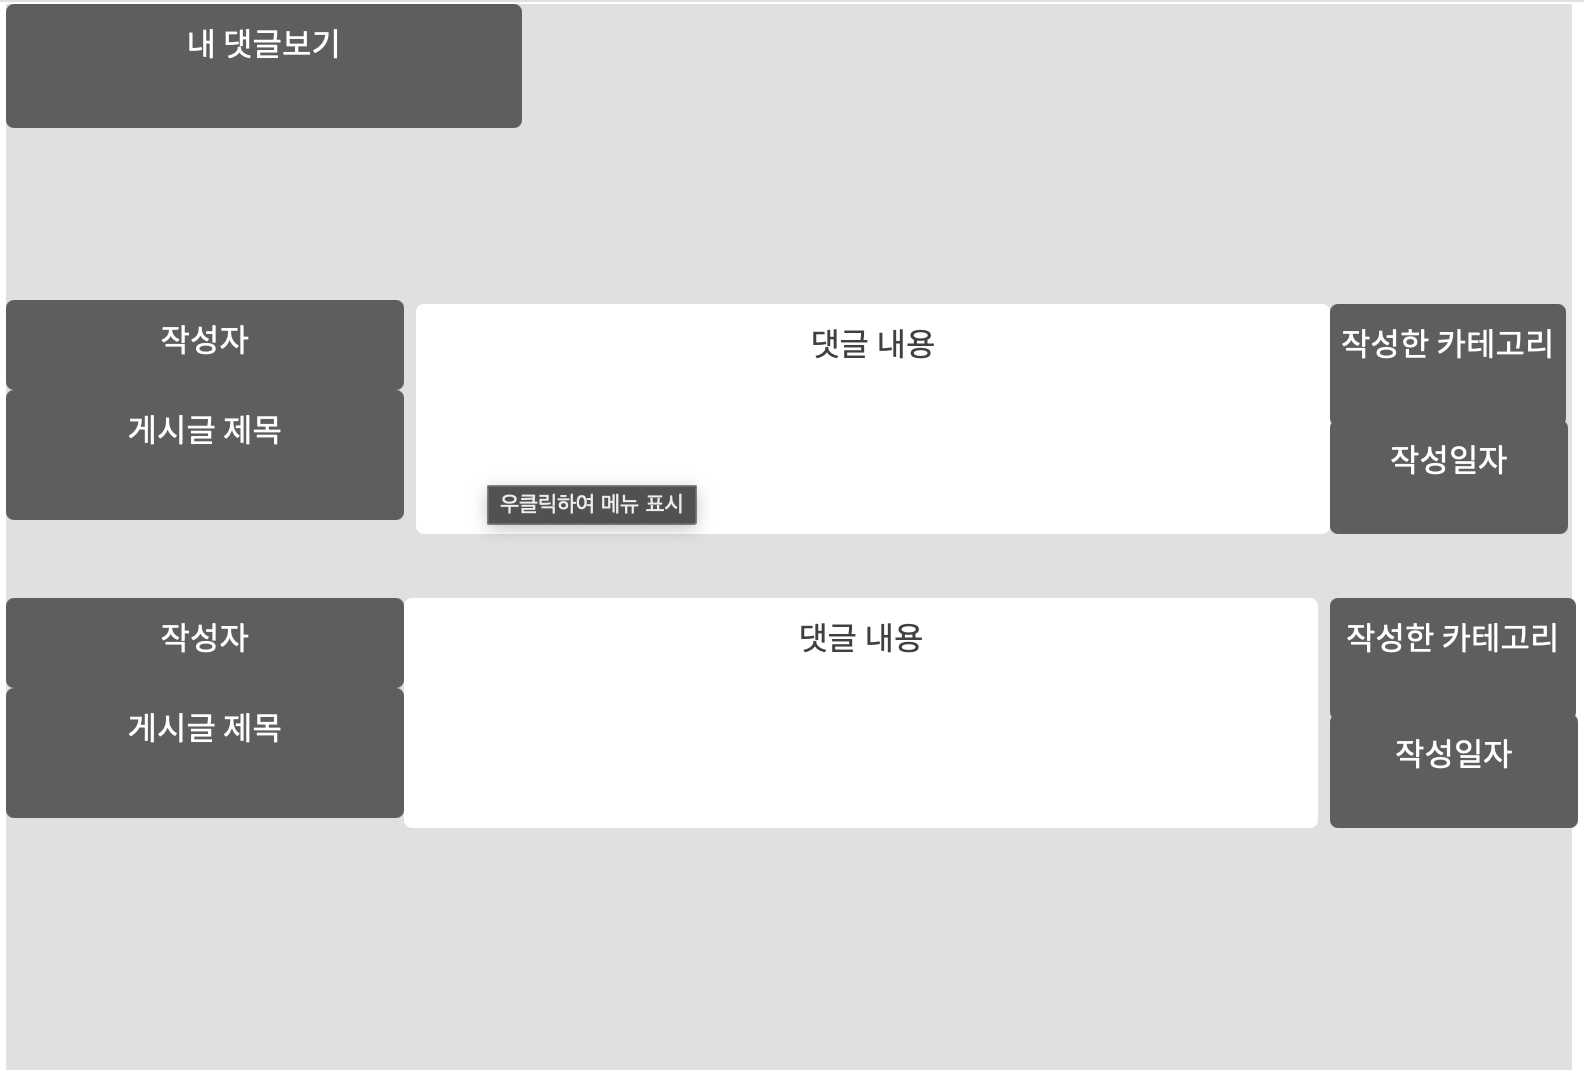 내 댓글보기
작성자
댓글 내용
작성한 카테고리
게시글 제목
작성일자
우클릭하여 메뉴 표시
작성자
댓글 내용
작성한 카테고리
게시글 제목
작성일자